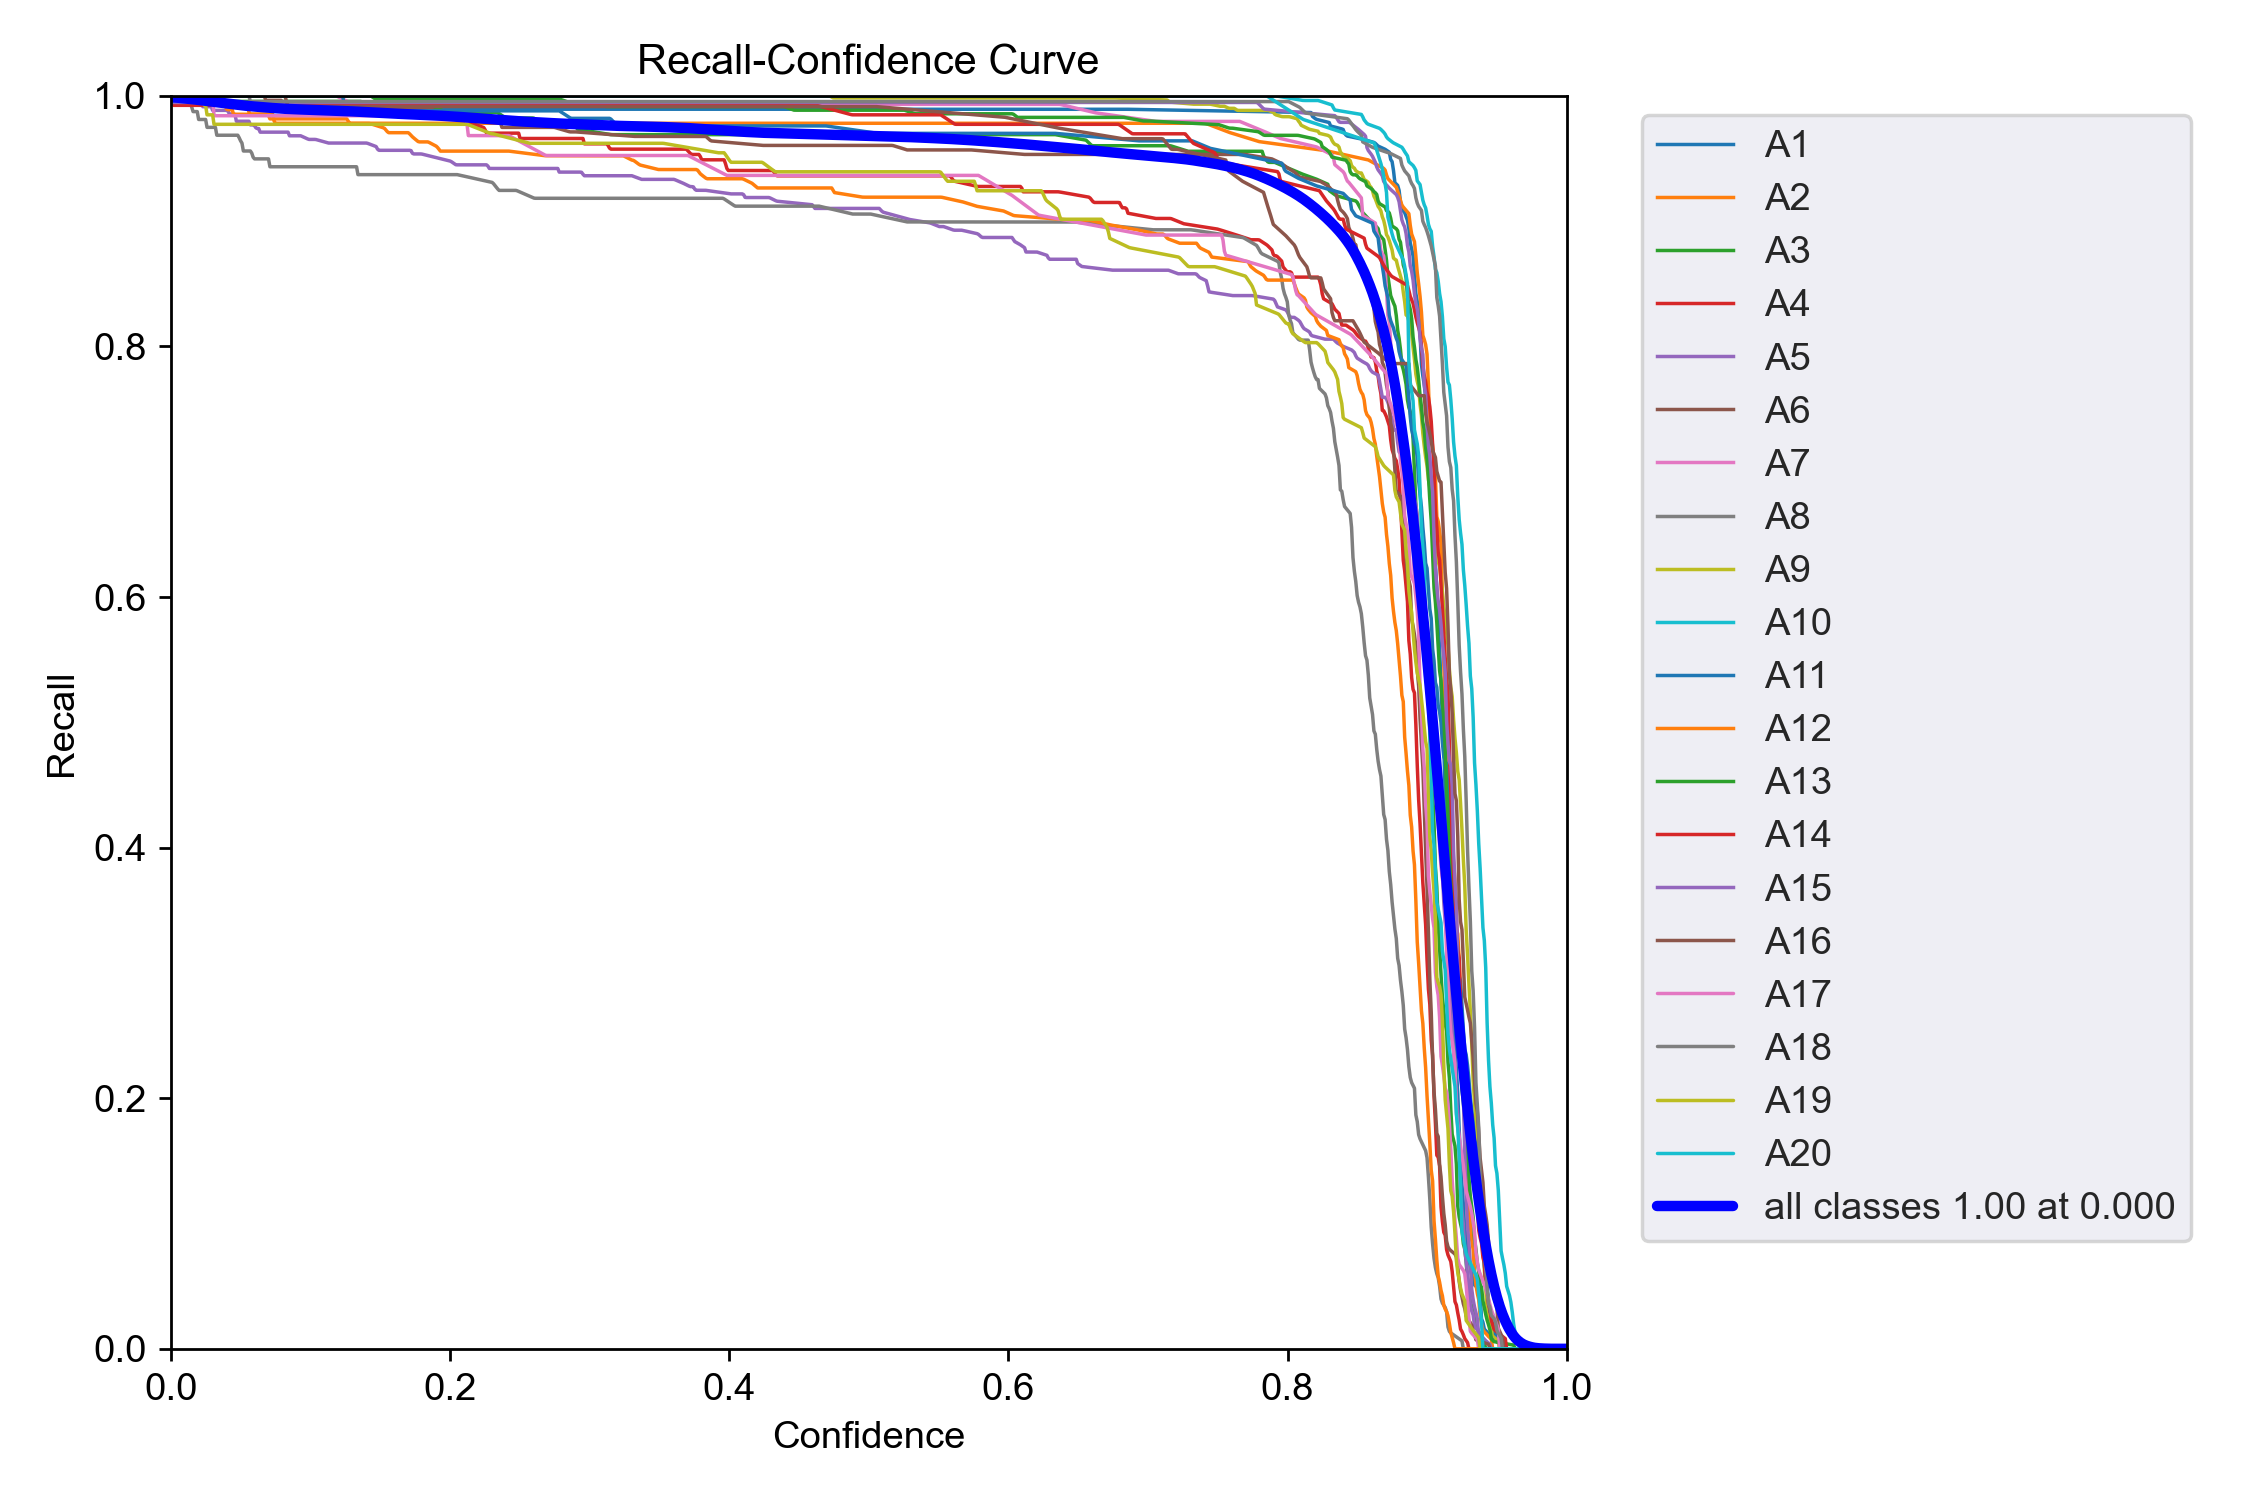 Recall-Confidence Curve
1.0
0.8
0.6
0.4
0.2
0.0
Recall
0.0 0.2 0.4 0.6 0.8 1.0
Confidence
A1
A2
A3
A4
A5
A6
A7
A8
A9
A10
A11
A12
A13
A14
A15
A16
A17
A18
A19
A20
all classes 1.00 at 0.000